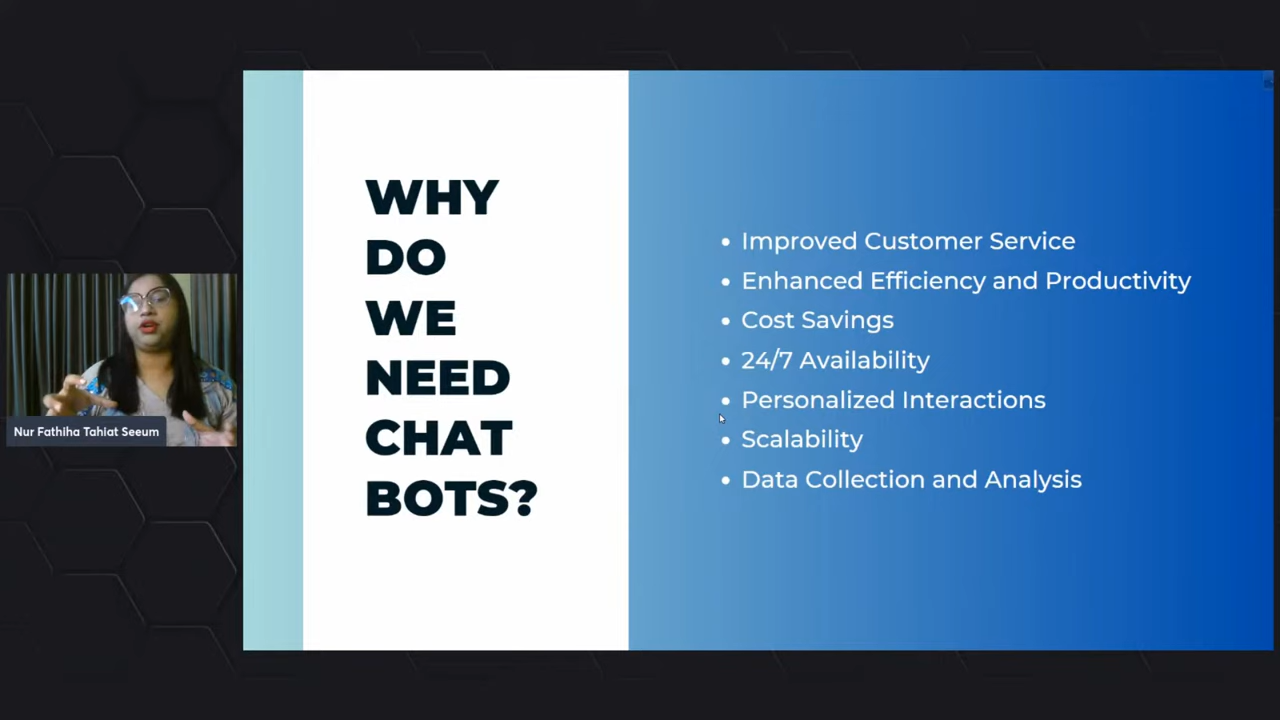 WHY
DO
WE
NEED
CHAT
BOTS?
• Improved Customer Service
• Enhanced Efficiency and Productivity
• Cost Savings
• 24/7 Availability
• Personalized Interactions
• Scalability
• Data Collection and Analysis
Nur Fathiha Tahiat Seeum